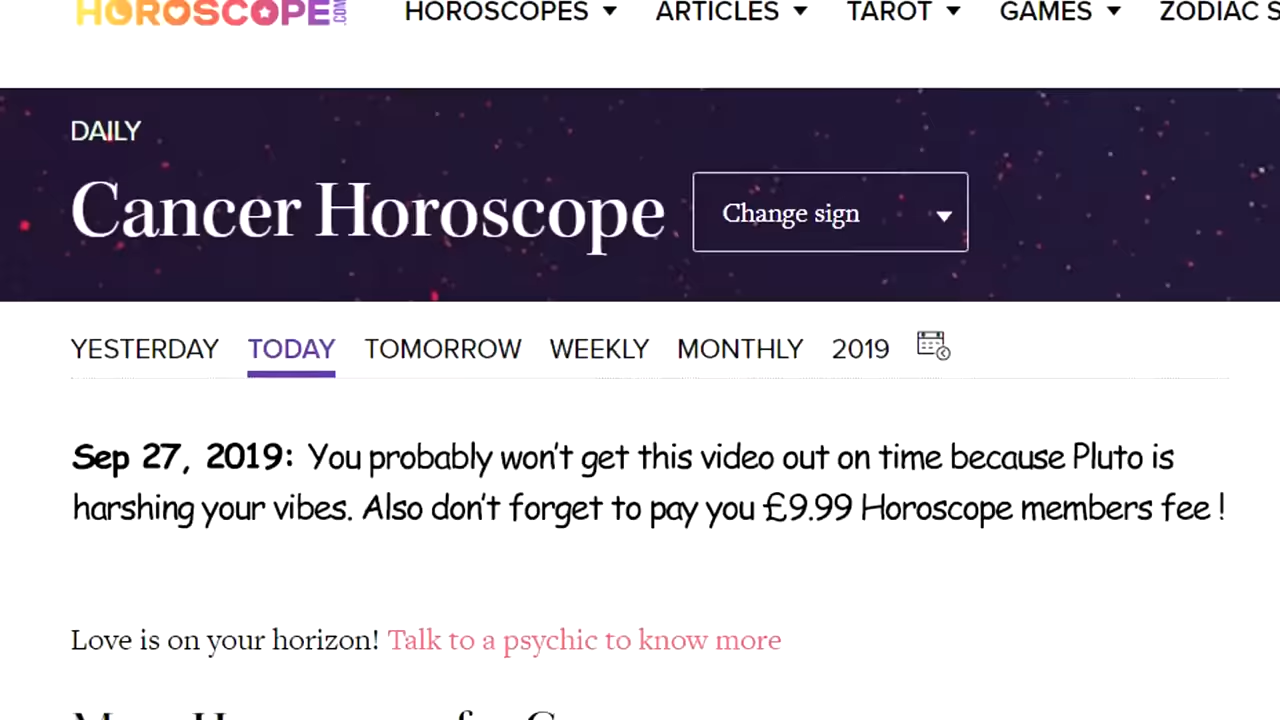 HOROSCOPE.COM HOROSCOPES ARTICLES TAROT GAMES ZODIAC S
DAILY
Cancer Horoscope Change sign
YESTERDAY TODAY TOMORROW WEEKLY MONTHLY 2019
Sep 27, 2019: You probably won't get this video out on time because Pluto is
harshing your vibes. Also don't forget to pay you £9.99 Horoscope members fee !
Love is on your horizon! Talk to a psychic to know more